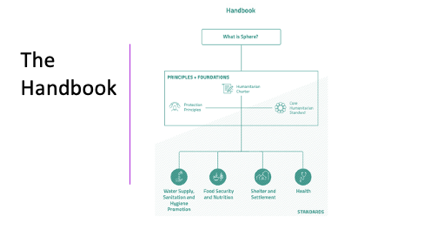 Handbook
The
Handbook
What is Sphere?
PRINCIPLES + FOUNDATIONS
Humanitarian
Charter
Protection
Principles
Core
Humanitarian
Standard
Water Supply,
Sanitation and
Hygiene
Promotion
Food Security
and Nutrition
Shelter and
Settlement
Health
STANDARDS